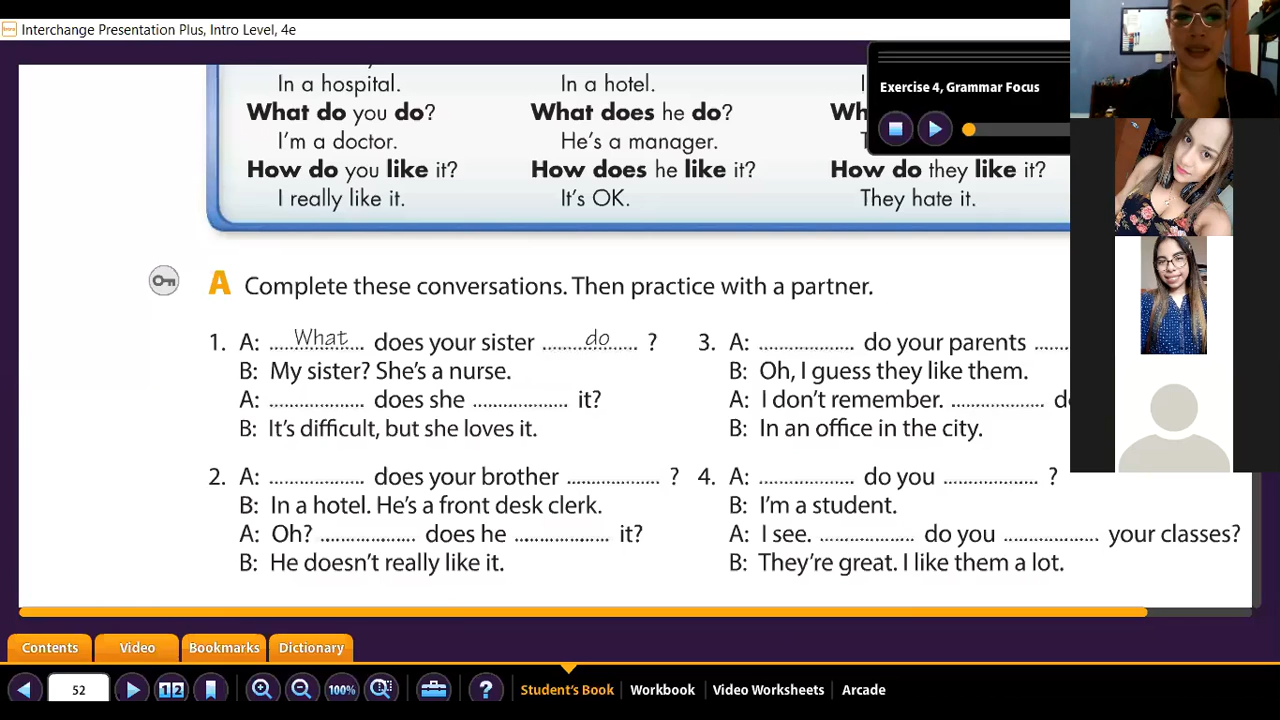 Interchange Presentation Plus, Intro Level, 4e
Exercise 4, Grammar Focus
In a hospital.
What do you do?
I'm a doctor.
How do you like it?
I really like it.
In a hotel.
What does he do?
He's a manager.
How does he like it?
It's OK.
How do they like it?
They hate it.
A Complete these conversations. Then practice with a partner.
1. A: What does your sister do ?
B: My sister? She's a nurse.
A: .................. does she .................. it?
B: It's difficult, but she loves it.
2. A: .................. does your brother .................. ?
B: In a hotel. He's a front desk clerk.
A: Oh? .................. does he .................. it?
B: He doesn't really like it.
3. A: .................. do your parents .......
B: Oh, I guess they like them.
A: I don't remember. ..................
B: In an office in the city.
4. A: .................. do you .................. ?
B: I'm a student.
A: I see. .................. do you .................. your classes?
B: They're great. I like them a lot.
Contents Video Bookmarks Dictionary
52 1 2 100% ? Student's Book Workbook Video Worksheets Arcade